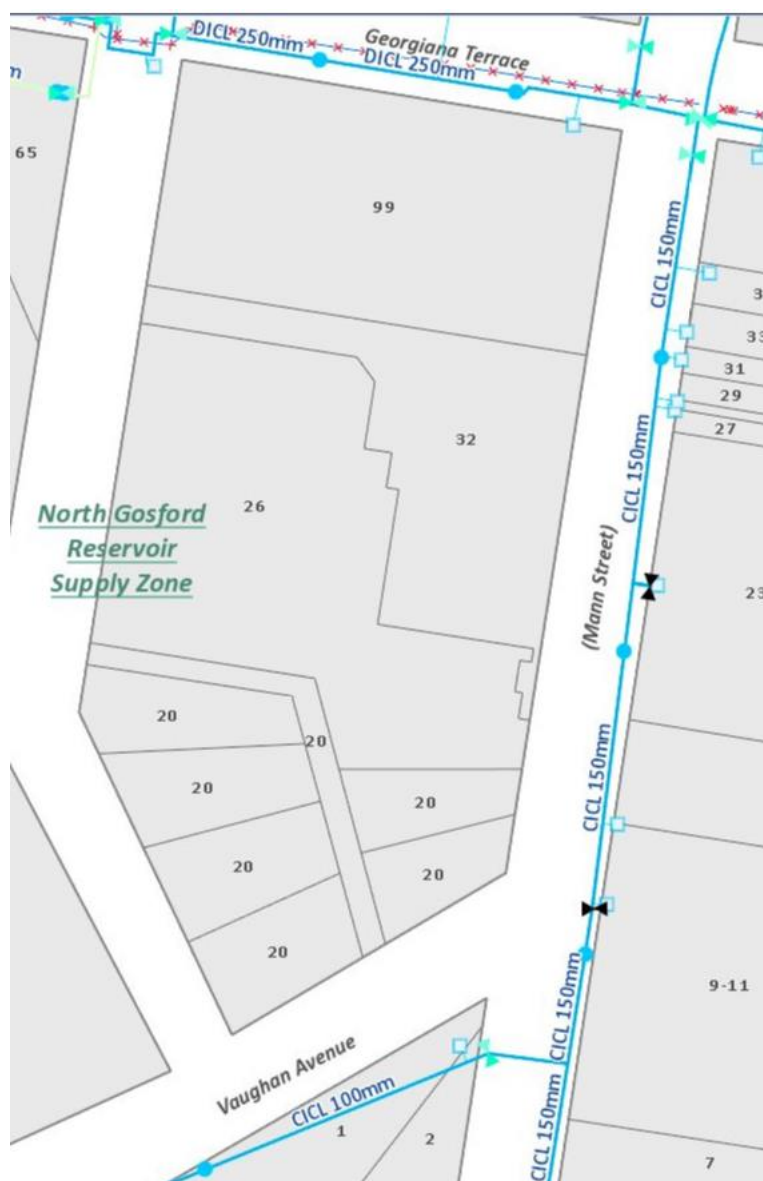 Georgiana Terrace
DICL 250mm
DICL 250mm
m
65
99
CICL 150mm
3
33
31
29
27
32
26
CICL 150mm
North Gosford
Reservoir
Supply Zone
(Mann Street)
23
20
20
20
20
20
20
20
CICL 150mm
20
9-11
CICL 150mm
Vaughan Avenue
CICL 100mm
1
2
CICL 150mm
7